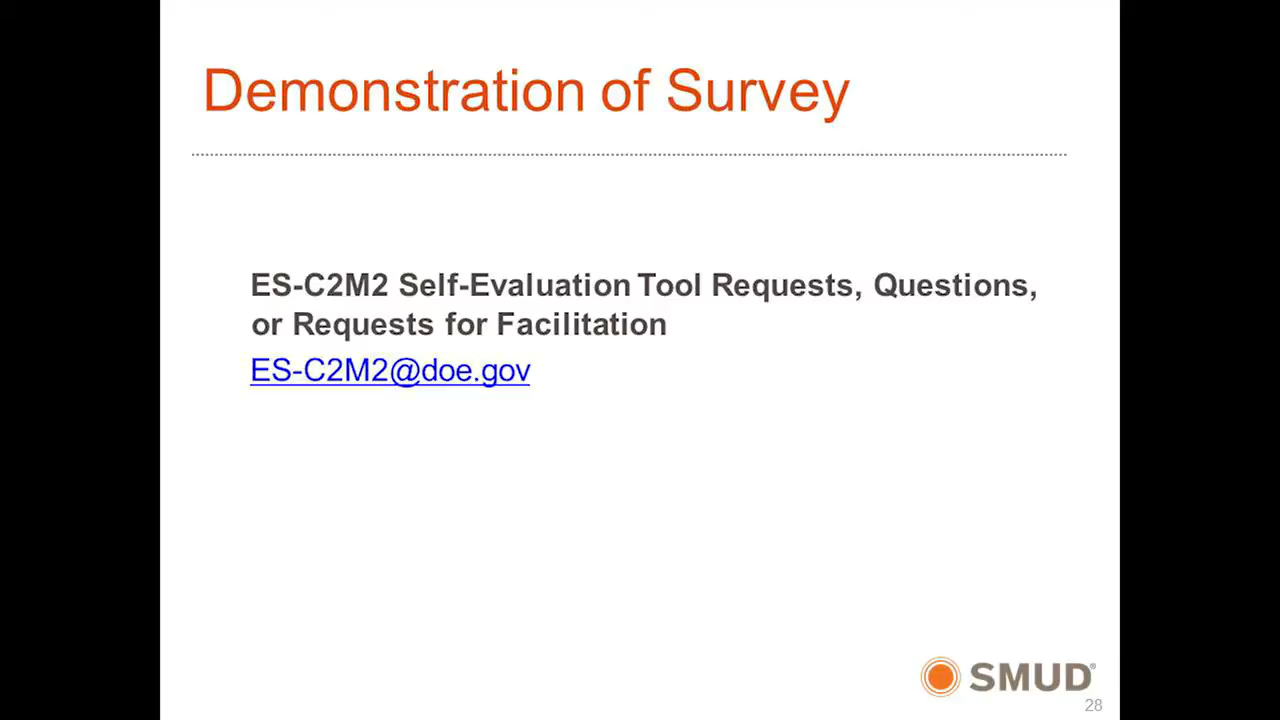 Demonstration of Survey
ES-C2M2 Self-Evaluation Tool Requests, Questions,
or Requests for Facilitation
ES-C2M2@doe.gov
SMUD®
28